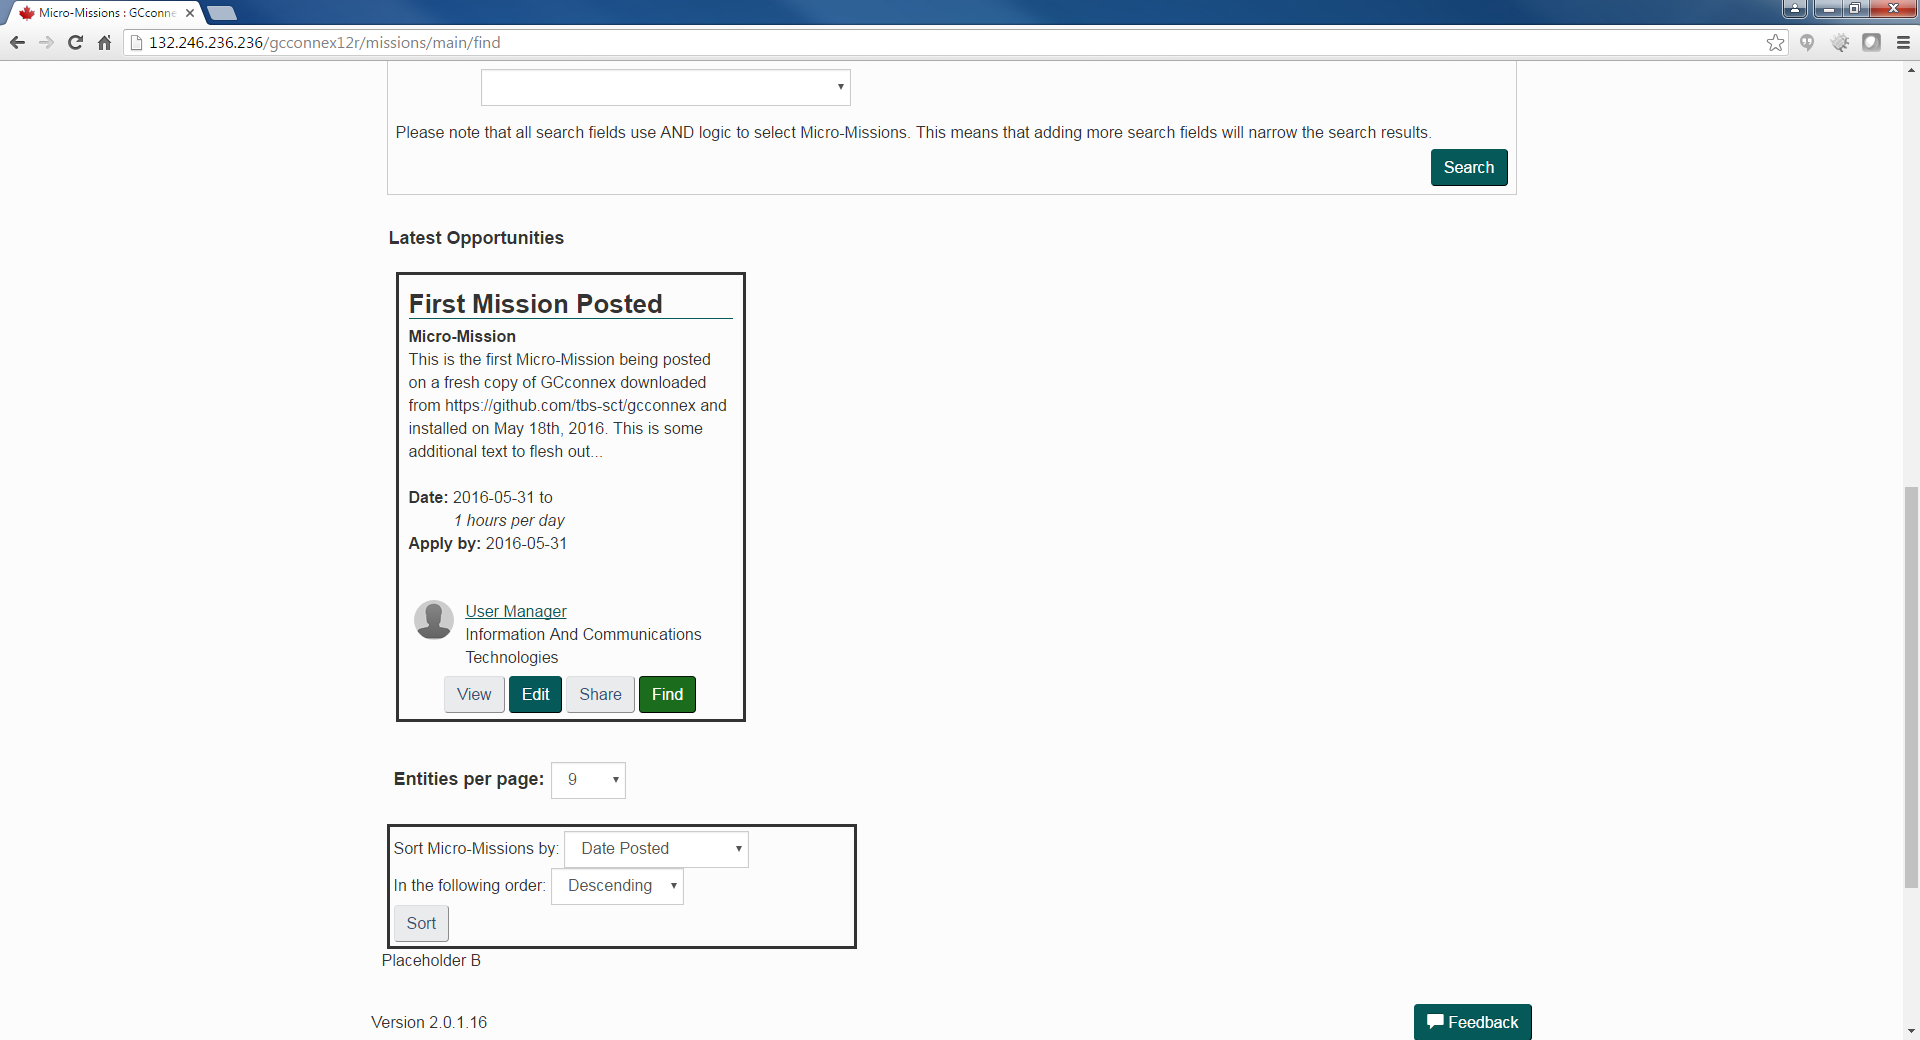 Micro-Missions : GCconne
132.246.236.236/gcconnex12r/missions/main/find
Please note that all search fields use AND logic to select Micro-Missions. This means that adding more search fields will narrow the search results.
Search
Latest Opportunities
First Mission Posted
Micro-Mission
This is the first Micro-Mission being posted
on a fresh copy of GCconnex downloaded
from https://github.com/tbs-sct/gcconnex and
installed on May 18th, 2016. This is some
additional text to flesh out...
Date: 2016-05-31 to
1 hours per day
Apply by: 2016-05-31
User Manager
Information And Communications
Technologies
View Edit Share Find
Entities per page: 9
Sort Micro-Missions by: Date Posted
In the following order: Descending
Sort
Placeholder B
Version 2.0.1.16
Feedback